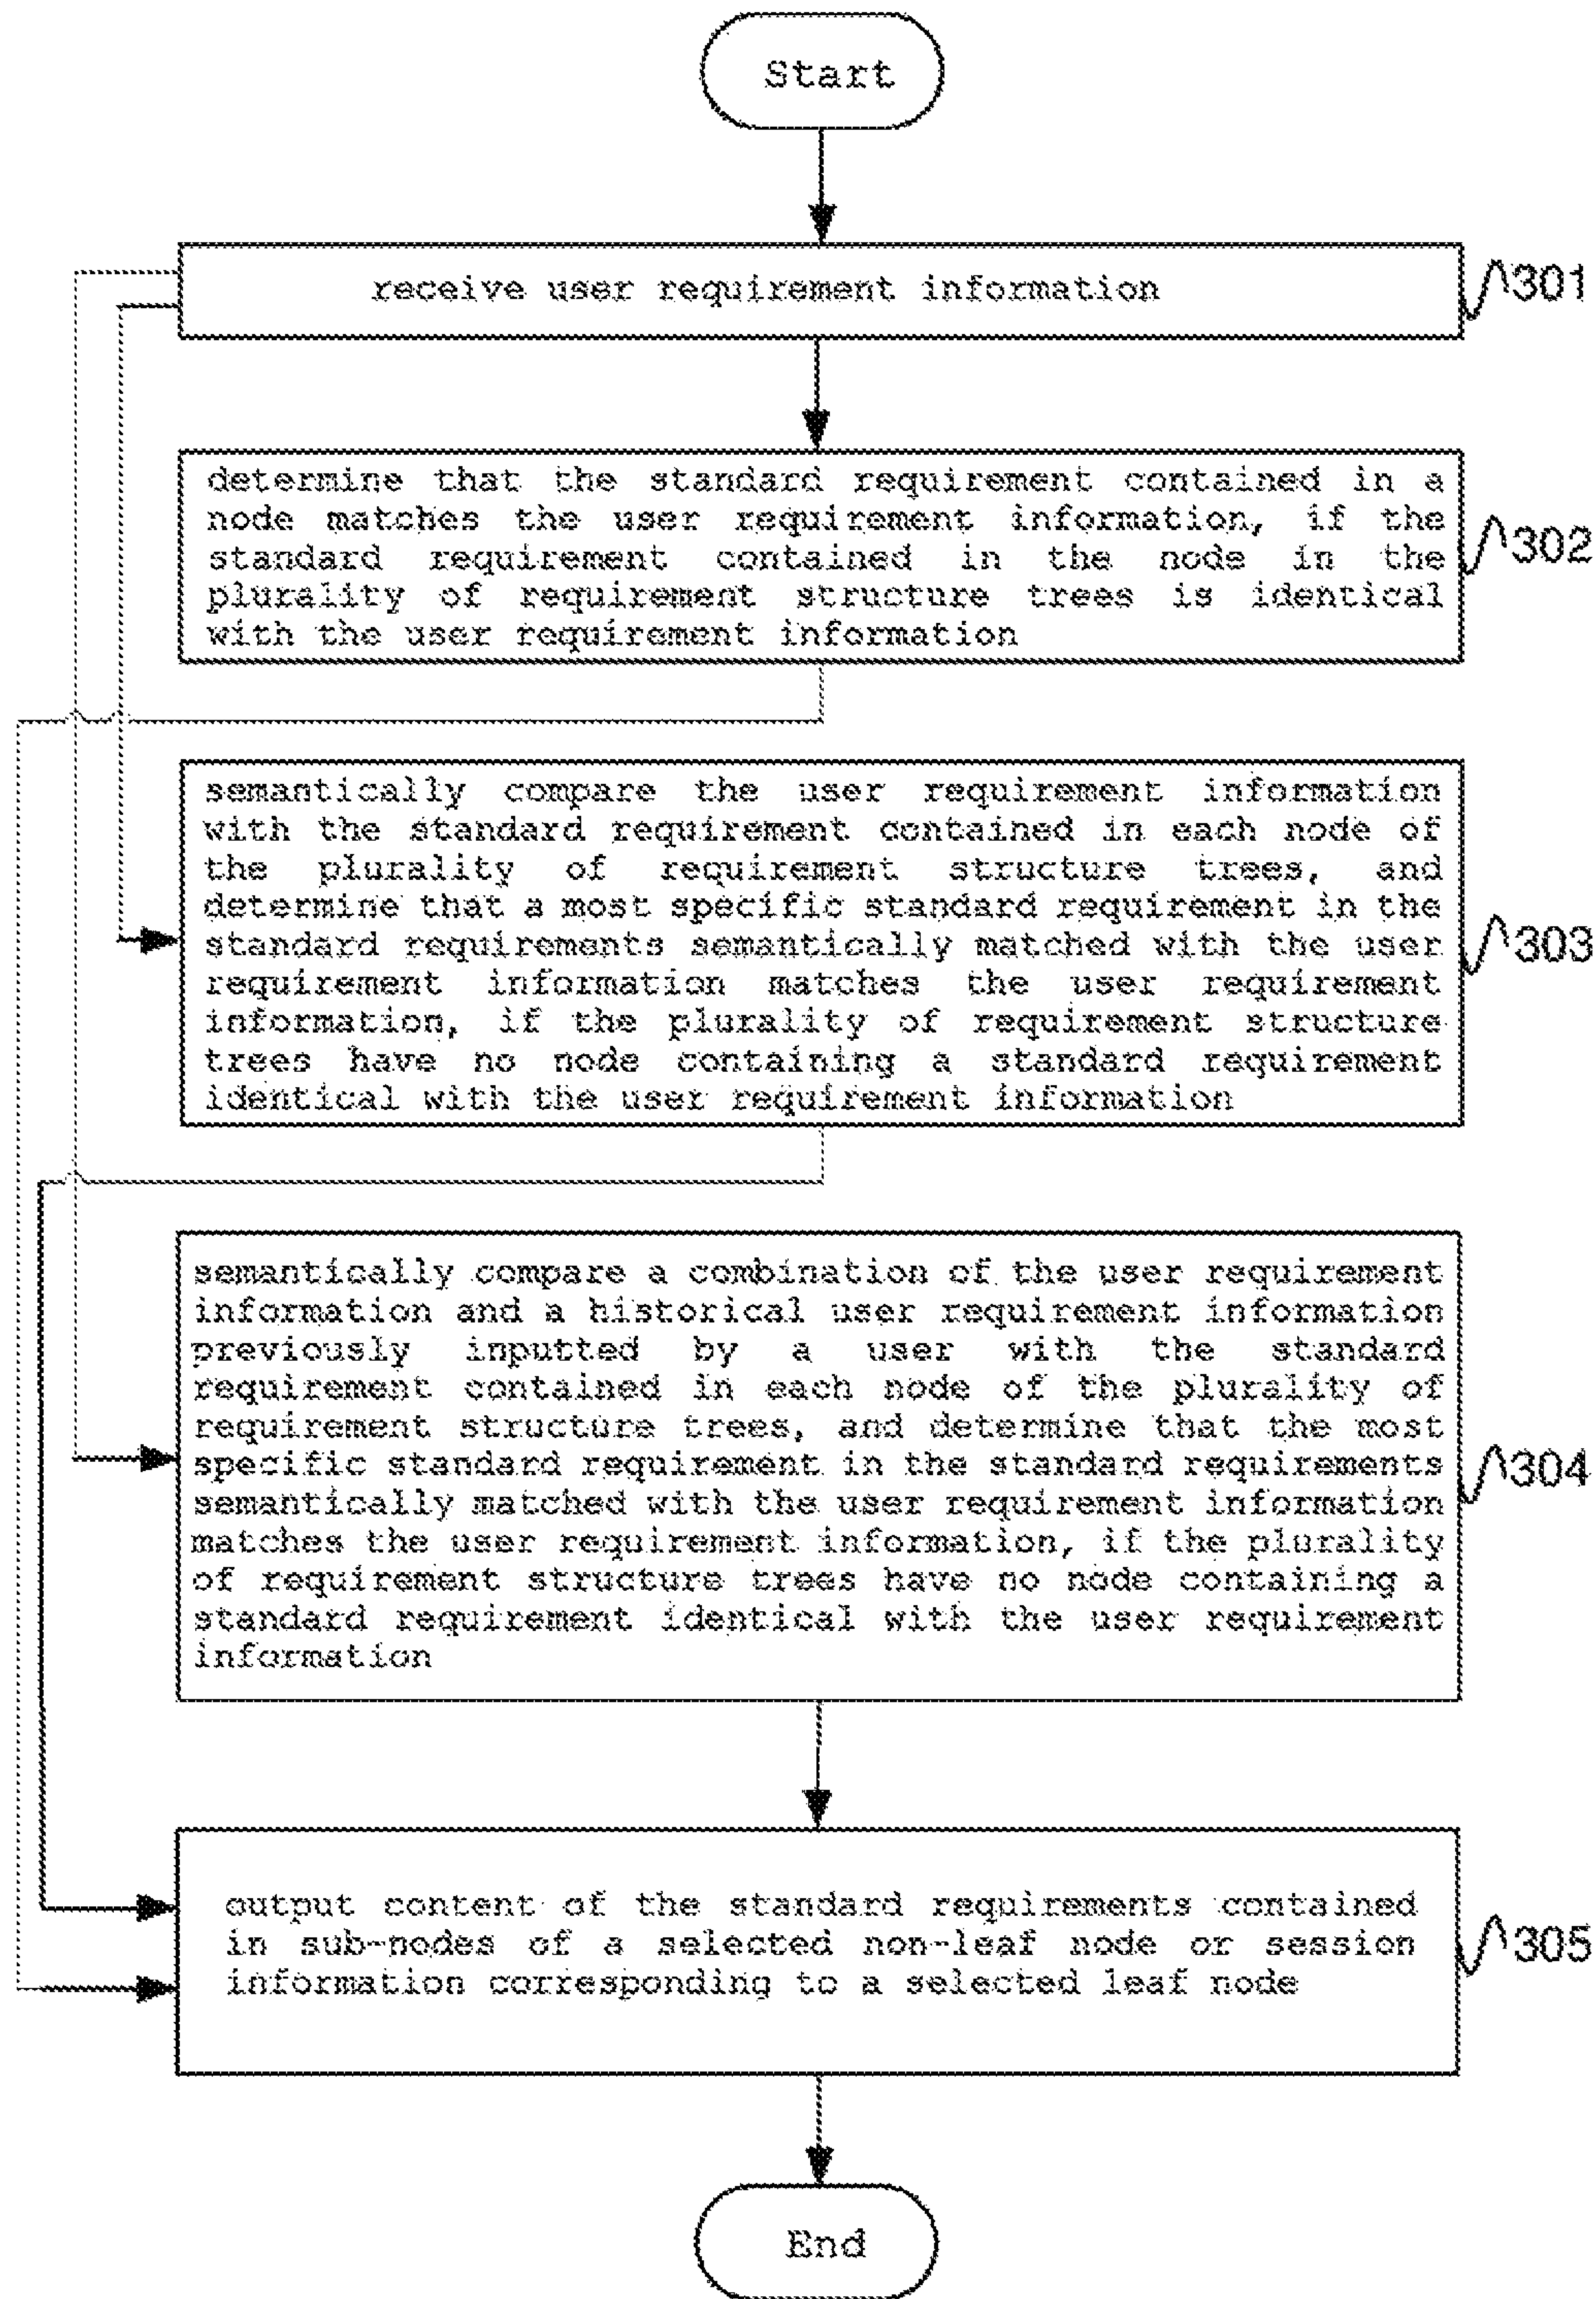 Start
receive user requirement information
301
determine that the standard requirement contained in a
node matches the user requirement information, if the
standard requirement contained in the node in the
plurality of requirement structure trees is identical
with the user requirement information
302
semantically compare the user requirement information
with the standard requirement contained in each node of
the plurality of requirement structure trees, and
determine that a most specific standard requirement in the
standard requirements semantically matched with the user
requirement information matches the user requirement
information, if the plurality of requirement structure
trees have no node containing a standard requirement
identical with the user requirement information
303
semantically compare a combination of the user requirement
information and a historical user requirement information
previously inputted by a user with the standard
requirement contained in each node of the plurality of
requirement structure trees, and determine that the most
specific standard requirement in the standard requirements
semantically matched with the user requirement information
matches the user requirement information, if the plurality
of requirement structure trees have no node containing a
standard requirement identical with the user requirement
information
304
output content of the standard requirements contained
in sub-nodes of a selected non-leaf node or session
information corresponding to a selected leaf node
305
End